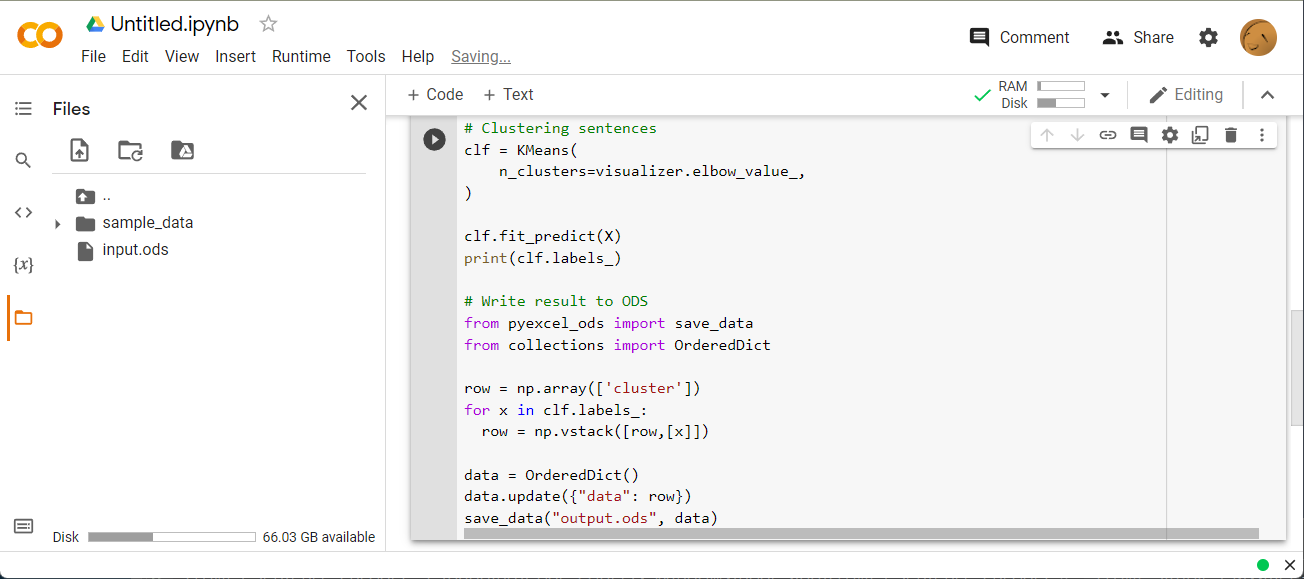 Untitled.ipynb
File Edit View Insert Runtime Tools Help Saving...
Comment
Share
Files
..
sample_data
input.ods
{x}
Disk 66.03 GB available
+ Code + Text
RAM
Disk
Editing
# Clustering sentences
clf = KMeans(
    n_clusters=visualizer.elbow_value_,
)
clf.fit_predict(X)
print(clf.labels_)
# Write result to ODS
from pyexcel_ods import save_data
from collections import OrderedDict
row = np.array(['cluster'])
for x in clf.labels_:
  row = np.vstack([row,[x]])
data = OrderedDict()
data.update({"data": row})
save_data("output.ods", data)